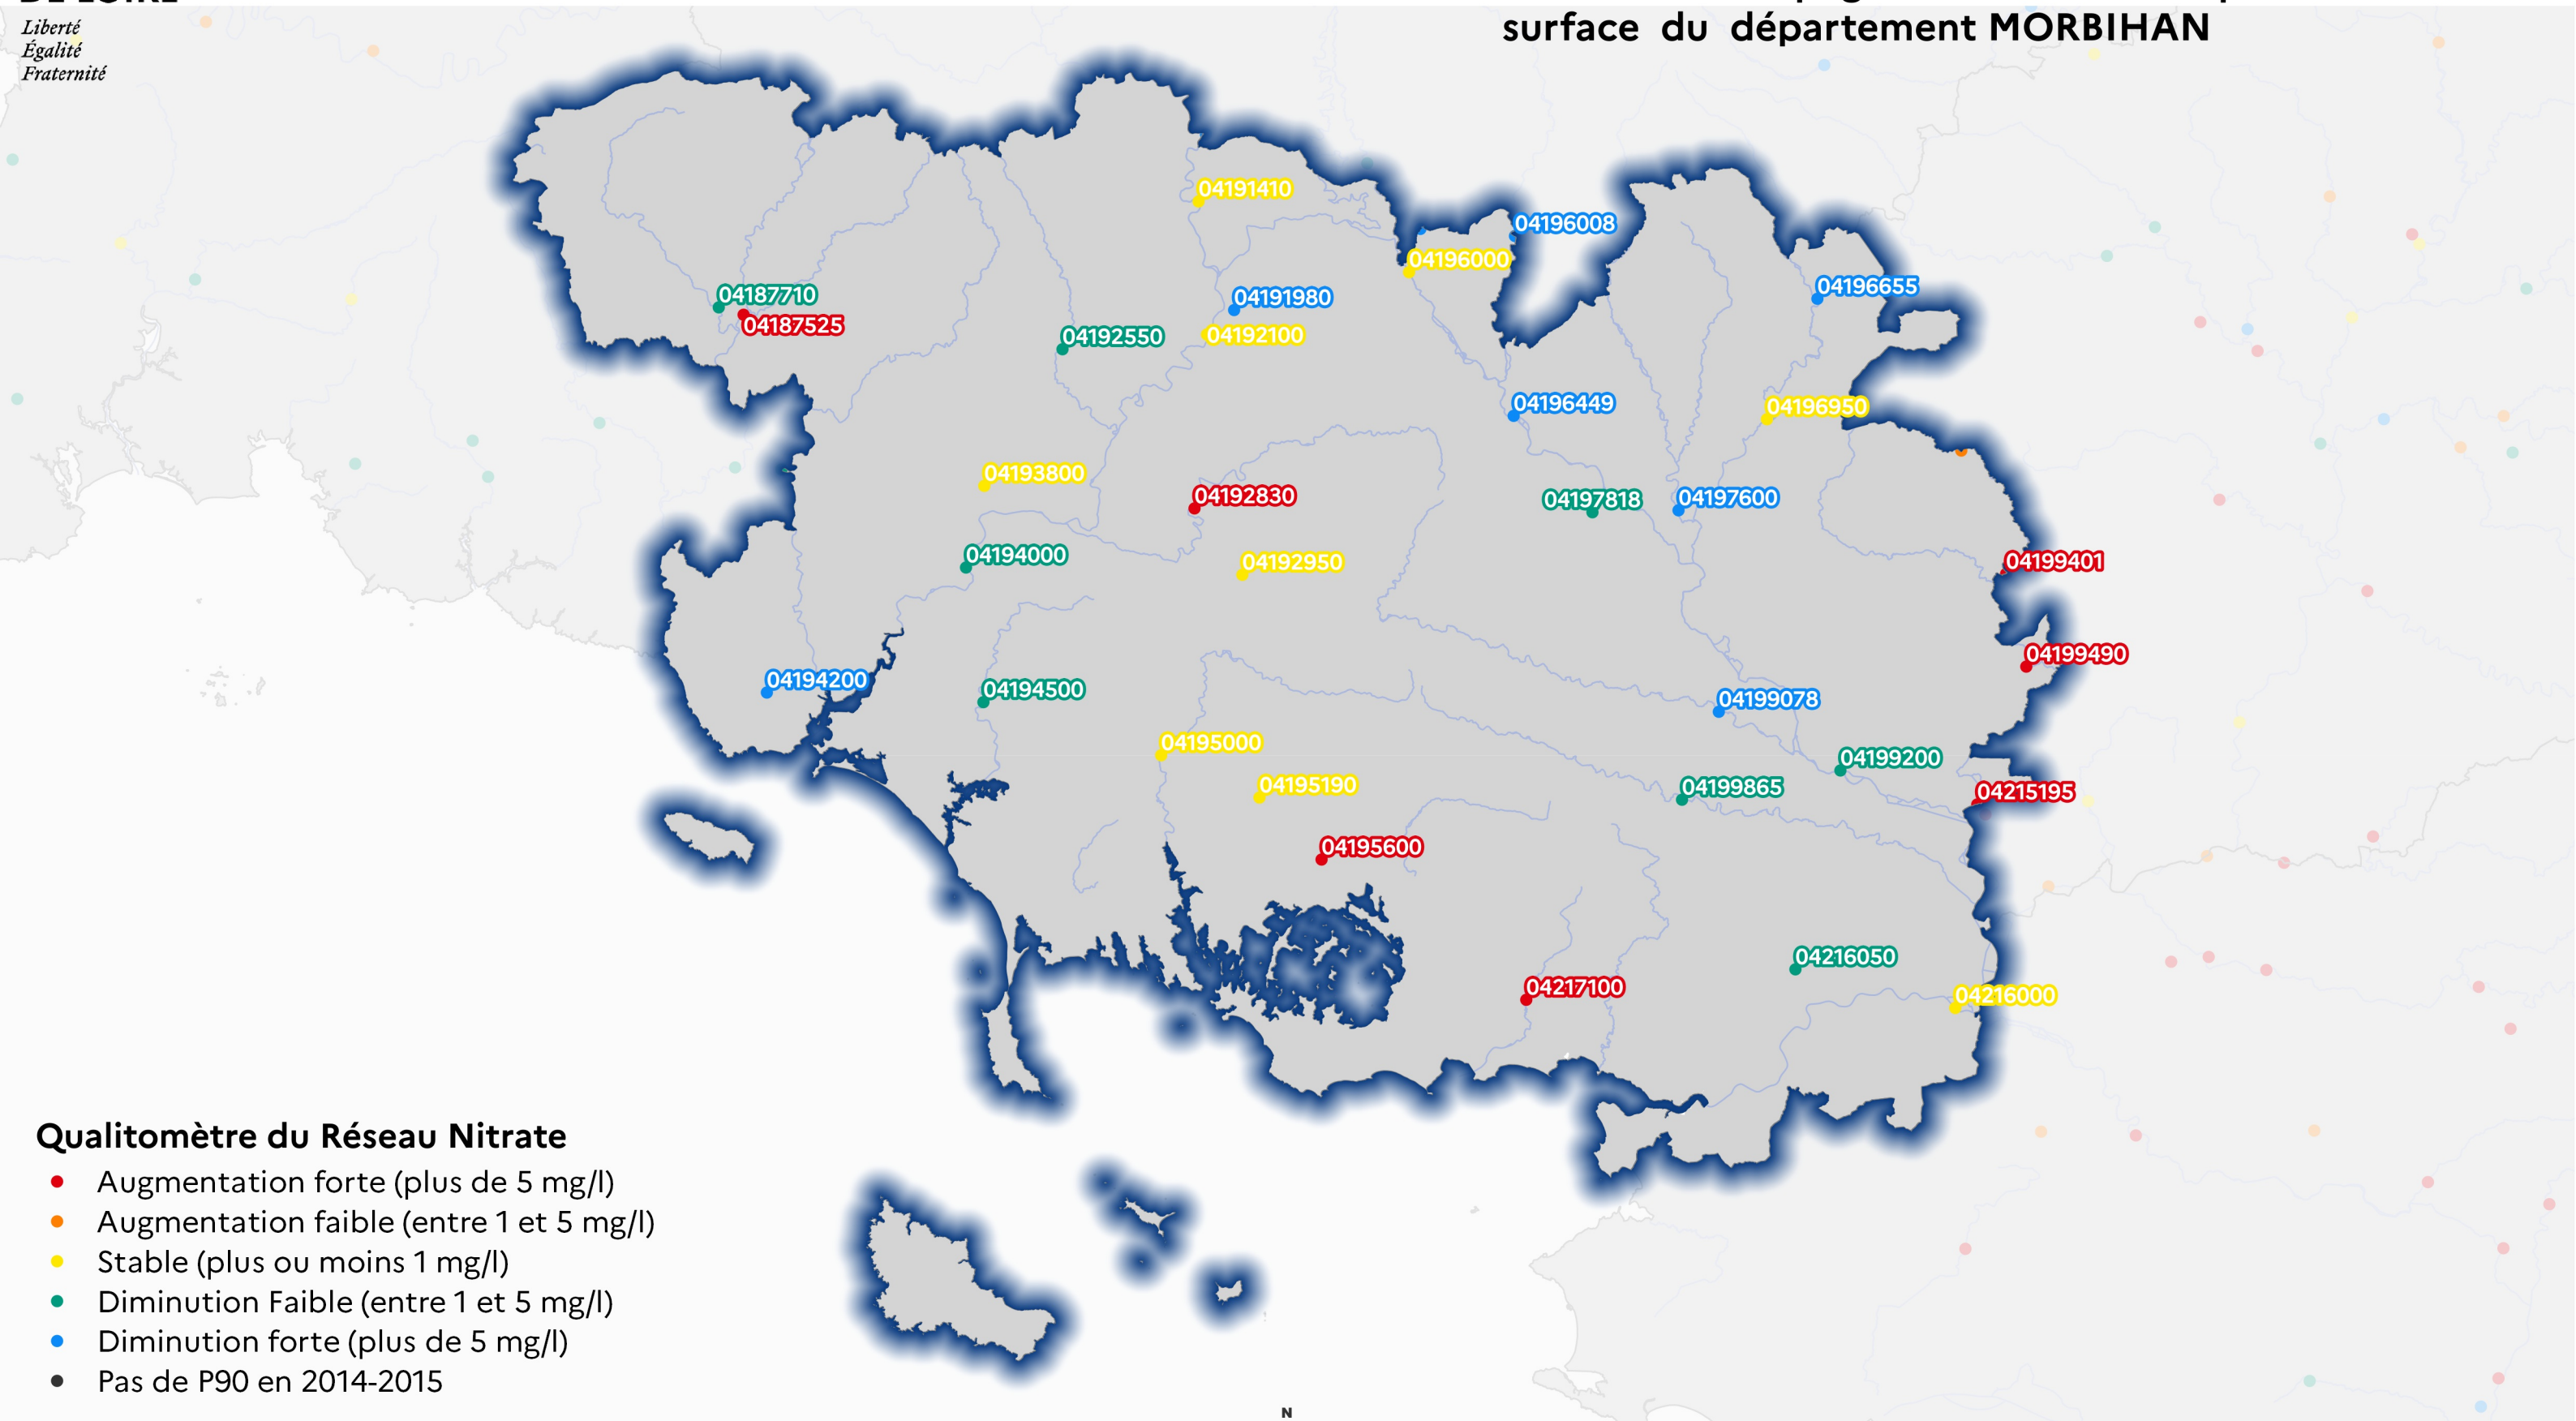 DE LOIRE
Liberté
Égalité
Fraternité
surface du département MORBIHAN
04191410
04196008
04196000
04187710
04191980
04196655
04187525
04192550
04192100
04196449
04196950
04193800
04192830
04197818
04197600
04194000
04192950
04199401
04199490
04194200
04194500
04199078
04195000
04199200
04195190
04199865
04215195
04195600
04216050
04217100
04216000
Qualitomètre du Réseau Nitrate
Augmentation forte (plus de 5 mg/l)
Augmentation faible (entre 1 et 5 mg/l)
Stable (plus ou moins 1 mg/l)
Diminution Faible (entre 1 et 5 mg/l)
Diminution forte (plus de 5 mg/l)
Pas de P90 en 2014-2015
N